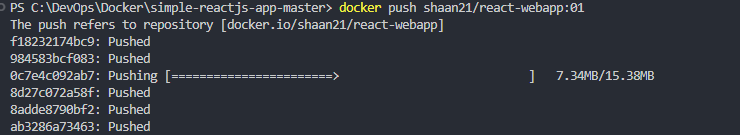 PS C:\DevOps\Docker\simple-reactjs-app-master> docker push shaan21/react-webapp:01
The push refers to repository [docker.io/shaan21/react-webapp]
f18232174bc9: Pushed
984583bcf083: Pushed
0c7e4c092ab7: Pushing [=======================>                           ]  7.34MB/15.38MB
8d27c072a58f: Pushed
8adde8790bf2: Pushed
ab3286a73463: Pushed